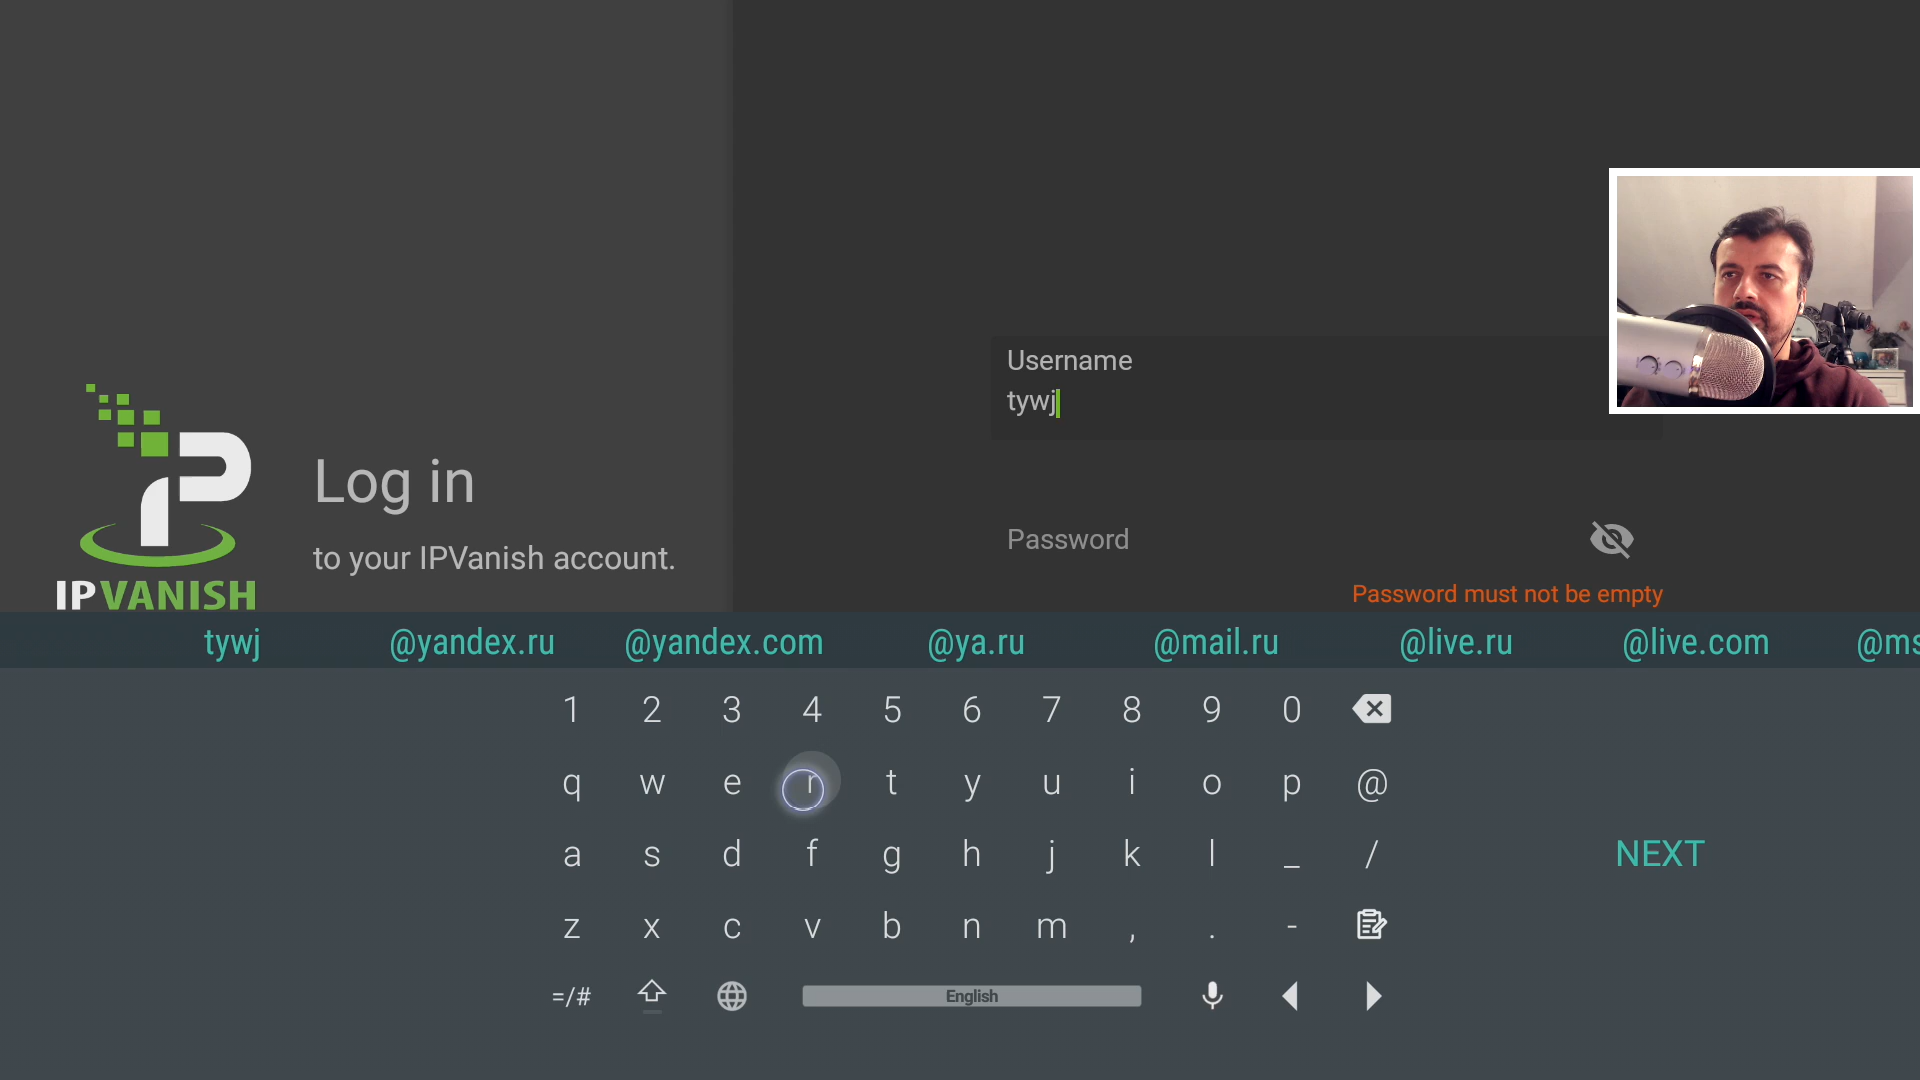 Username
tywj
Log in
to your IPVanish account.
IPVANISH
Password
Password must not be empty
tywj @yandex.ru @yandex.com @ya.ru @mail.ru @live.ru @live.com @ms
1 2 3 4 5 6 7 8 9 0
q w e r t y u i o p @
a s d f g h j k l _ / NEXT
z x c v b n m , . -
=/# English